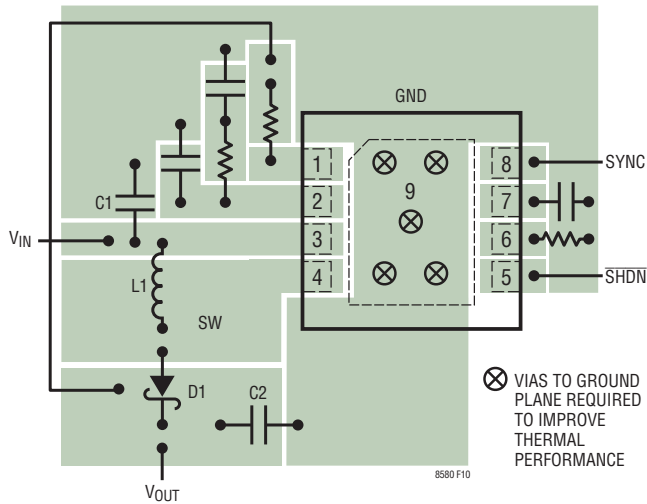 GND
1
8
SYNC
2
9
7
C1
VIN
3
6
4
5
SHDN
L1
SW
D1
C2
VIAS TO GROUND
PLANE REQUIRED
TO IMPROVE
THERMAL
PERFORMANCE
8580 F10
VOUT